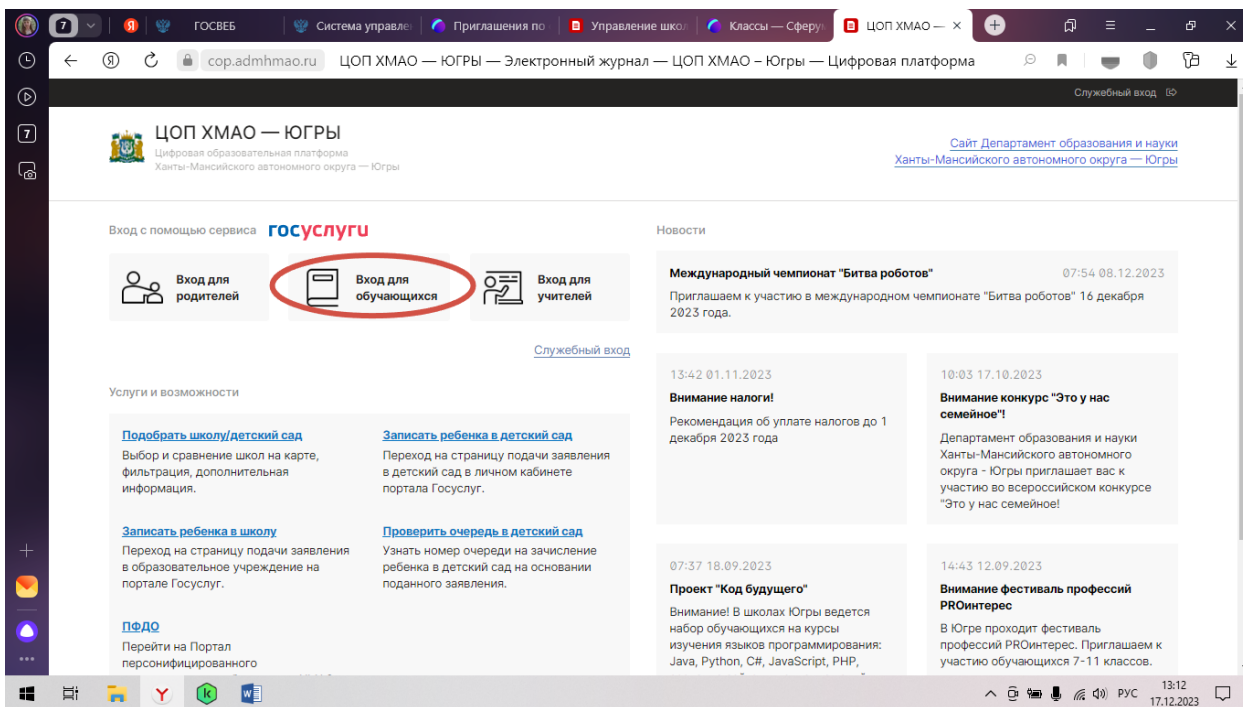 7
ГОСВЕБ
Система управле
Приглашения по
Управление школ
Классы — Сферу
ЦОП ХМАО —
cop.admhmao.ru
ЦОП ХМАО — ЮГРЫ — Электронный журнал — ЦОП ХМАО – Югры — Цифровая платформа
7
Служебный вход
ЦОП ХМАО — ЮГРЫ
Цифровая образовательная платформа
Ханты-Мансийского автономного округа — Югры
Сайт Департамент образования и науки
Ханты-Мансийского автономного округа — Югры
Вход с помощью сервиса госуслуги
Вход для
родителей
Вход для
обучающихся
Вход для
учителей
Служебный вход
Услуги и возможности
Подобрать школу/детский сад
Выбор и сравнение школ на карте,
фильтрация, дополнительная
информация.
Записать ребенка в детский сад
Переход на страницу подачи заявления
в детский сад в личном кабинете
портала Госуслуг.
Записать ребенка в школу
Переход на страницу подачи заявления
в образовательное учреждение на
портале Госуслуг.
Проверить очередь в детский сад
Узнать номер очереди на зачисление
ребенка в детский сад на основании
поданного заявления.
ПФДО
Перейти на Портал
персонифицированного
Новости
Международный чемпионат "Битва роботов"
07:54 08.12.2023
Приглашаем к участию в международном чемпионате "Битва роботов" 16 декабря
2023 года.
13:42 01.11.2023
Внимание налоги!
Рекомендация об уплате налогов до 1
декабря 2023 года
10:03 17.10.2023
Внимание конкурс "Это у нас
семейное"!
Департамент образования и науки
Ханты-Мансийского автономного
округа - Югры приглашает вас к
участию во всероссийском конкурсе
"Это у нас семейное!
07:37 18.09.2023
Проект "Код будущего"
Внимание! В школах Югры ведется
набор обучающихся на курсы
изучения языков программирования:
Java, Python, C#, JavaScript, PHP,
14:43 12.09.2023
Внимание фестиваль профессий
PROинтерес
В Югре проходит фестиваль
профессий PROинтерес. Приглашаем к
участию обучающихся 7-11 классов.
РУС
13:12
17.12.2023